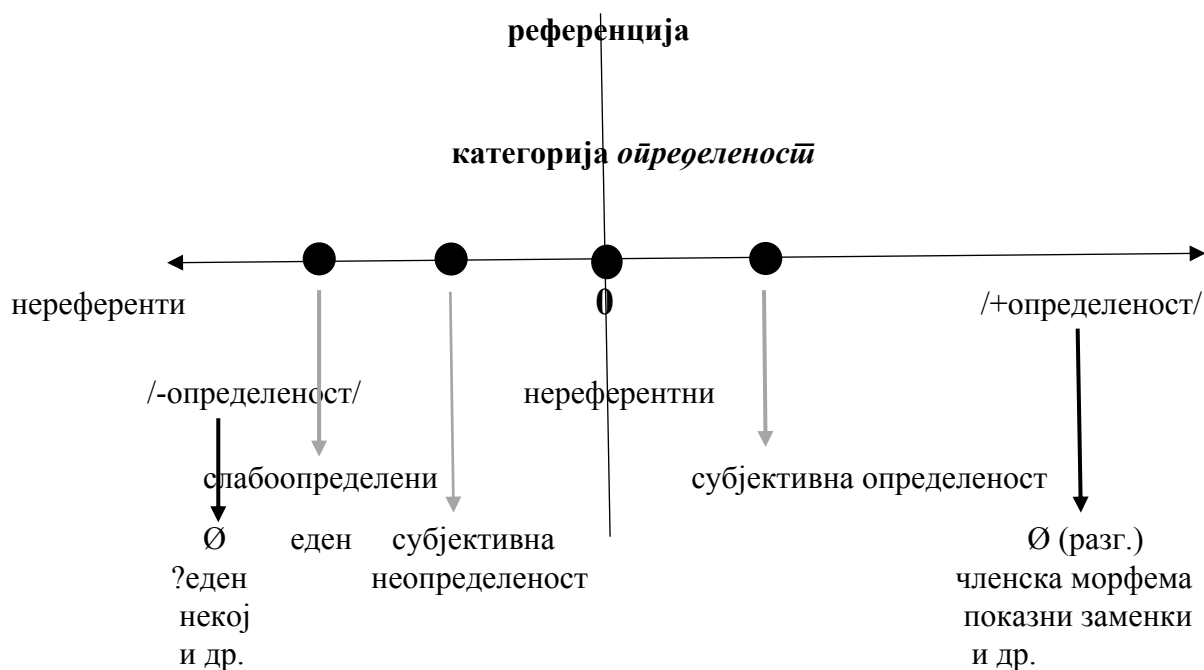 референција
категорија определеност
нереференти 0 /+определеност/
/-определеност/ нереферентни
слабоопределени субјективна определеност
Ø еден субјективна Ø (разг.)
?еден неопределеност членска морфема
некој показни заменки
и др. и др.